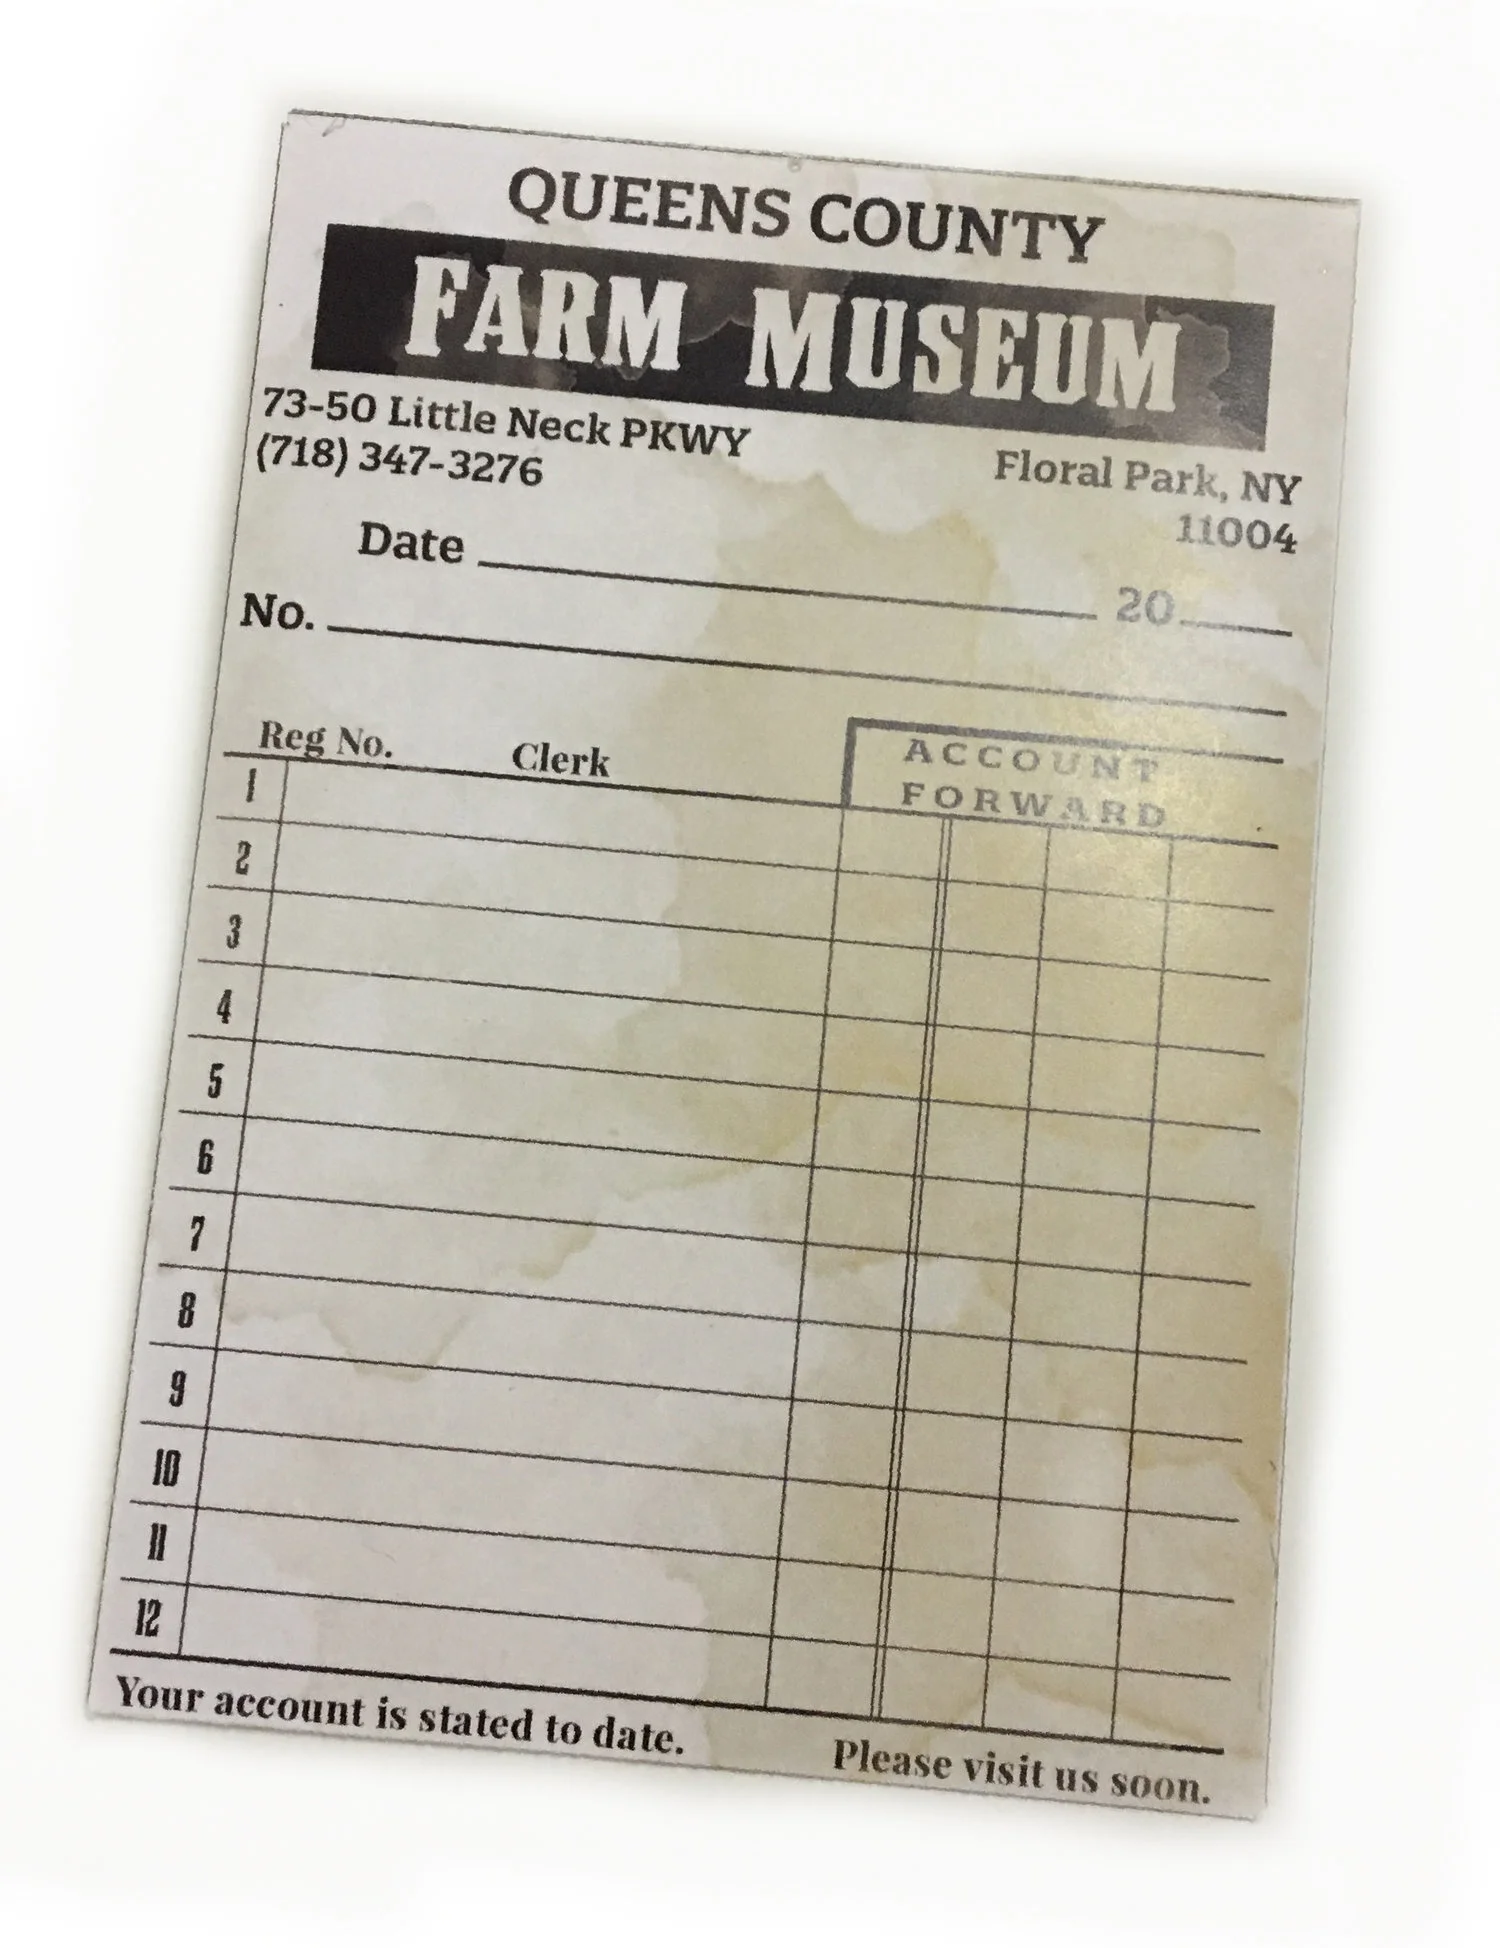 QUEENS COUNTY
FARM MUSEUM
73-50 Little Neck PKWY
(718) 347-3276
Floral Park, NY
11004
Date 20
No.
Reg No. Clerk
ACCOUNT
FORWARD
1
2
3
4
5
6
7
8
9
10
11
12
Your account is stated to date. Please visit us soon.